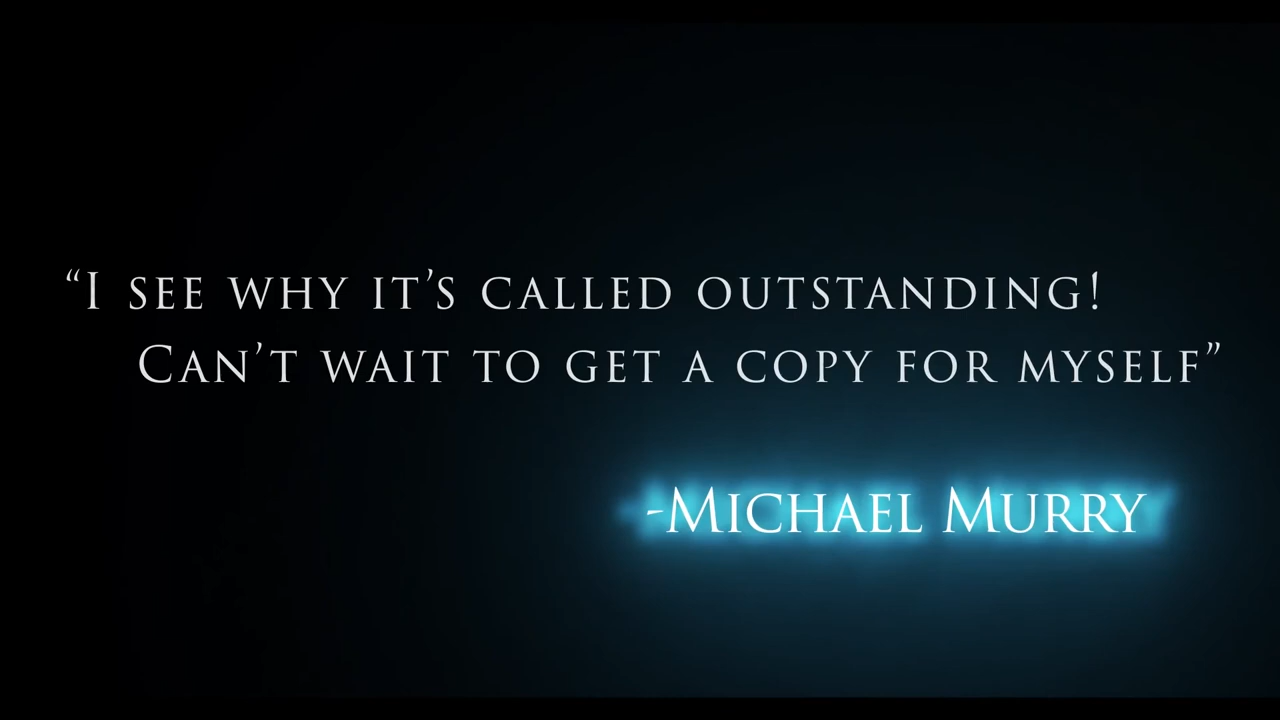 “I see why it’s called outstanding!
Can’t wait to get a copy for myself”
-Michael Murry